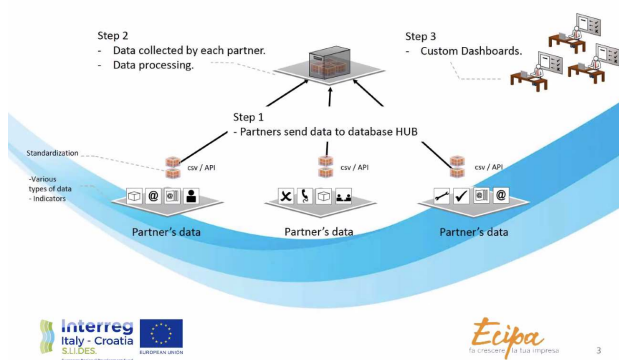 Step 2
- Data collected by each partner.
- Data processing.
Step 3
- Custom Dashboards.
Step 1
- Partners send data to database HUB
Standardization
csv / API
csv / API
csv / API
-Various
types of data
- Indicators
@
@
@
@
Partner's data
Partner's data
Partner's data
Interreg
Italy - Croatia
S.LI.DES.
EUROPEAN UNION
Ecipa
fa crescere la tua impresa
3